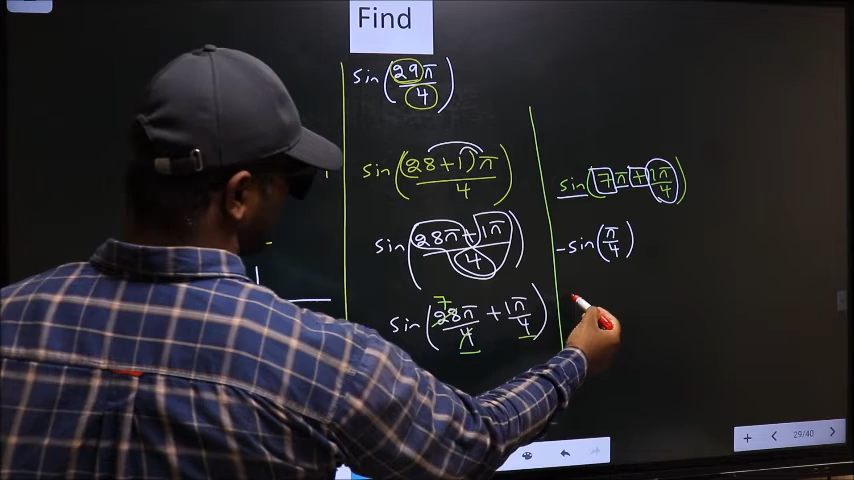 Find
sin(29π/4)
sin((28+1)π/4)
sin((28π+1π)/4)
7
sin(28π/4 + 1π/4)
sin(7π+1π/4)
-sin(π/4)
29/40